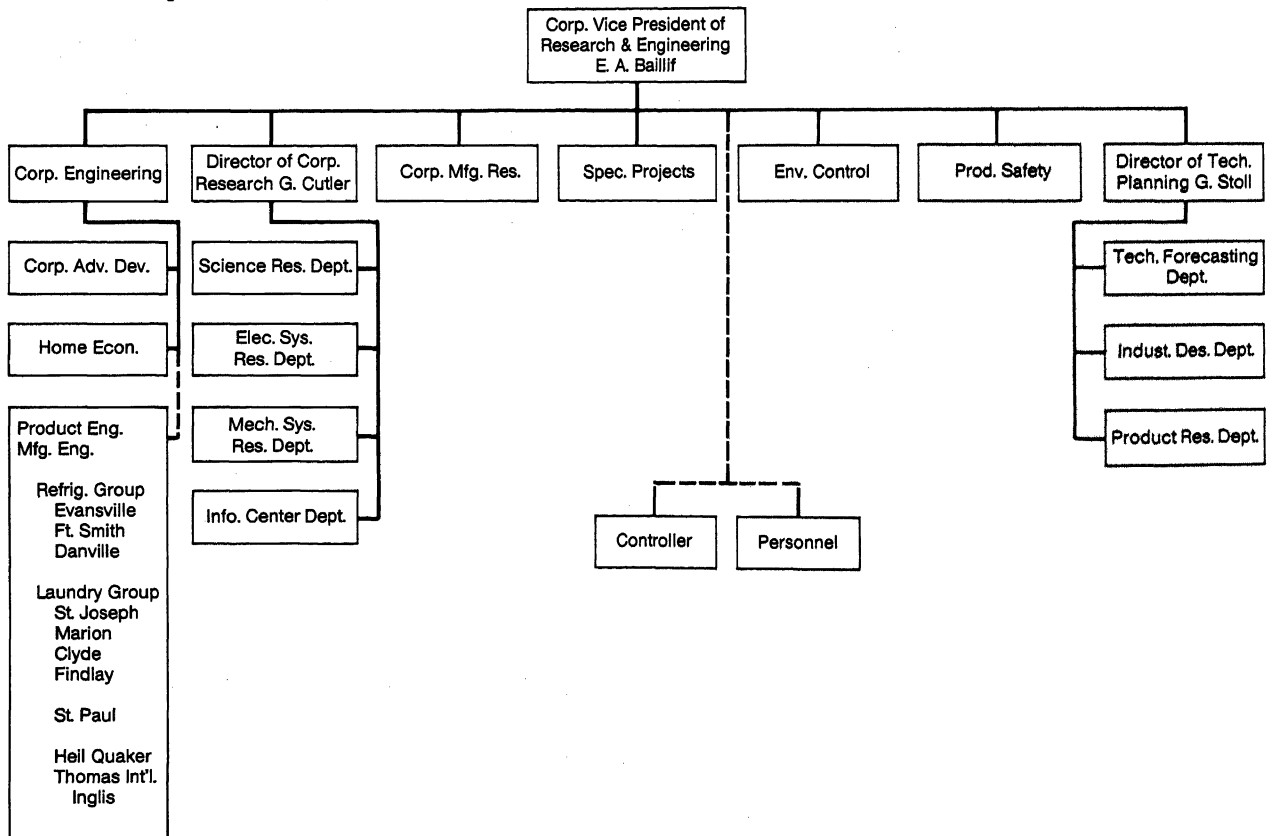 Corp. Vice President of
Research & Engineering
E. A. Baillif
Corp. Engineering
Director of Corp.
Research G. Cutler
Corp. Mfg. Res.
Spec. Projects
Env. Control
Prod. Safety
Director of Tech.
Planning G. Stoll
Corp. Adv. Dev.
Home Econ.
Product Eng.
Mfg. Eng.
Refrig. Group
Evansville
Ft. Smith
Danville
Laundry Group
St. Joseph
Marion
Clyde
Findlay
St. Paul
Heil Quaker
Thomas Int'l.
Inglis
Science Res. Dept.
Elec. Sys.
Res. Dept.
Mech. Sys.
Res. Dept.
Info. Center Dept.
Controller
Personnel
Tech. Forecasting
Dept.
Indust. Des. Dept.
Product Res. Dept.